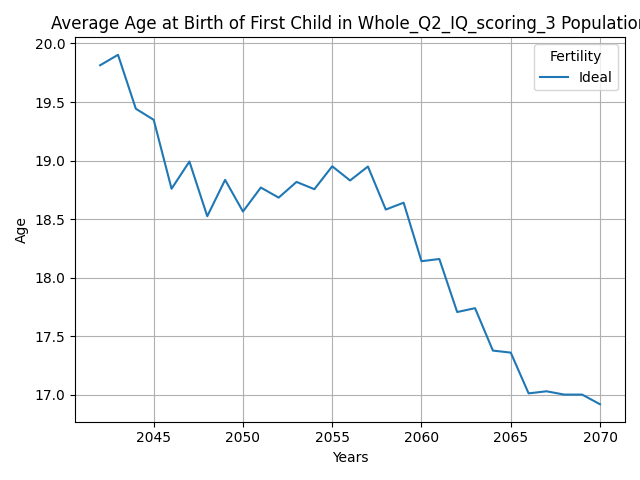 Average Age at Birth of First Child in Whole_Q2_IQ_scoring_3 Population
Fertility
Ideal
20.0
19.5
19.0
18.5
18.0
17.5
17.0
Age
2045 2050 2055 2060 2065 2070
Years